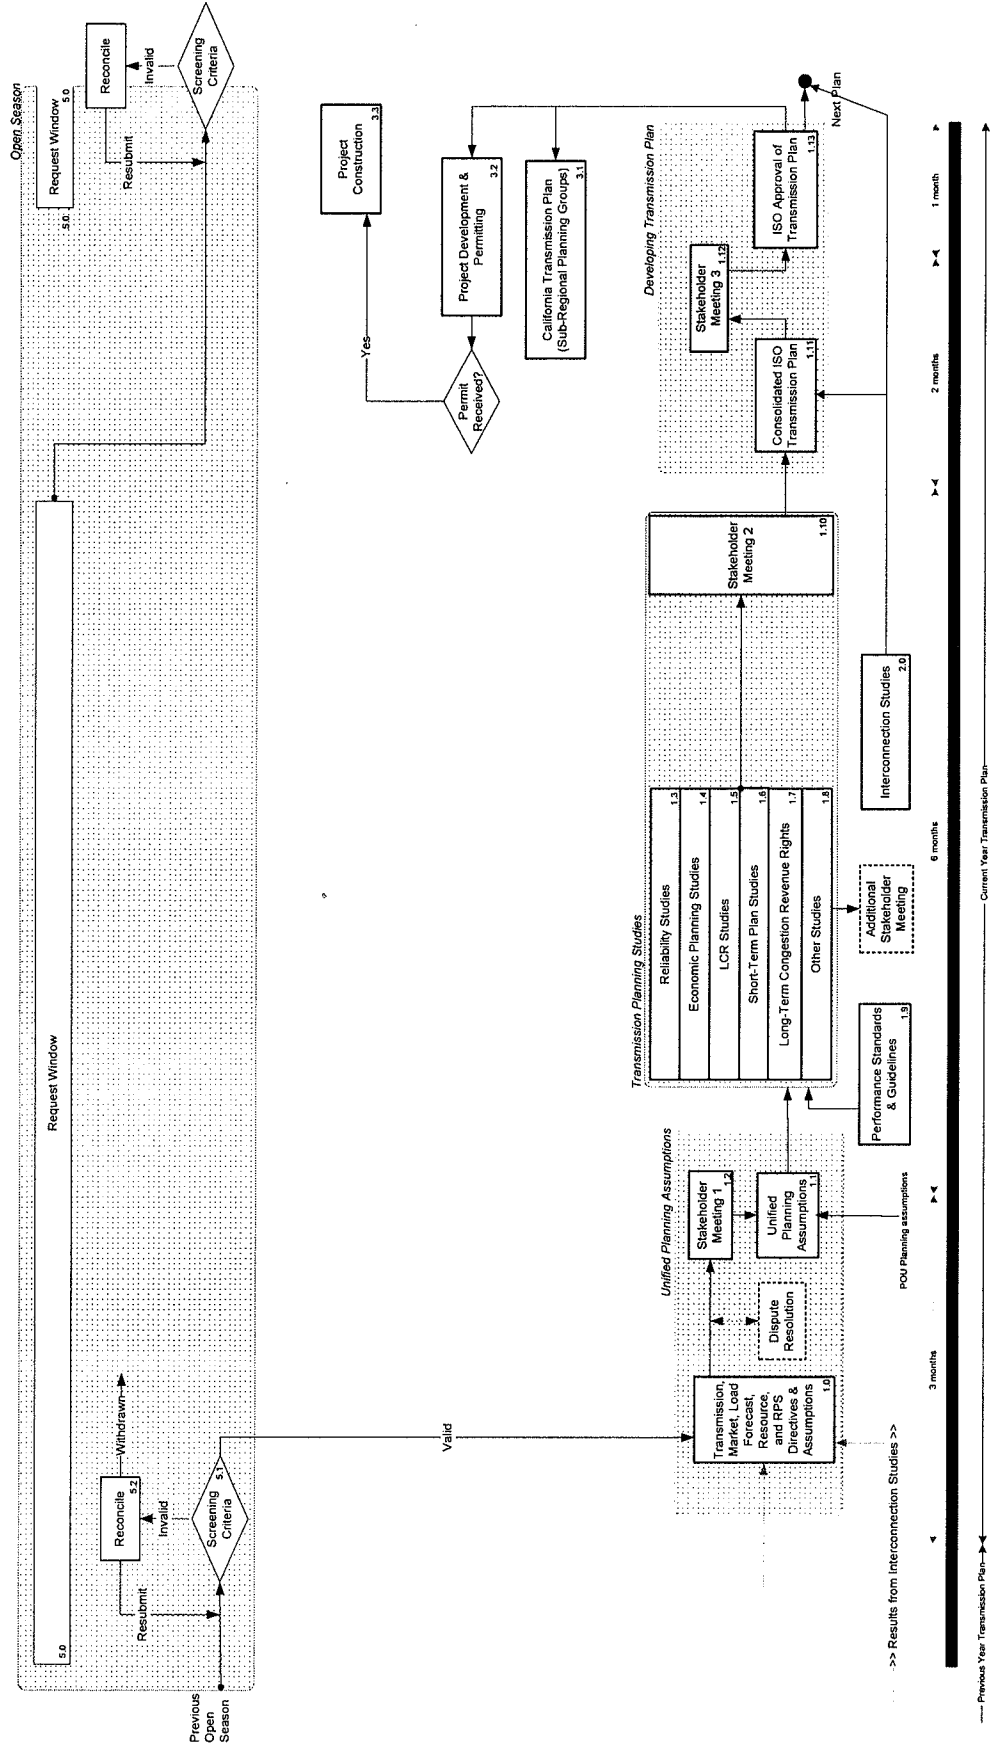 Open Season
Request Window
5.0
Previous
Open
Season
Screening
Criteria
5.1
Invalid
Reconcile
5.2
Resubmit
Withdrawn
Valid
5.0
Request Window
5.0
Reconcile
Resubmit
Invalid
Screening
Criteria
Project
Construction
3.3
Yes
Permit
Received?
Project Development &
Permitting
3.2
California Transmission Plan
(Sub-Regional Planning Groups)
3.1
Unified Planning Assumptions
Transmission,
Market, Load
Forecast,
Resource,
and RPS
Directives &
Assumptions
1.0
Dispute
Resolution
Stakeholder
Meeting 1
1.2
Unified
Planning
Assumptions
1.1
POU Planning assumptions
>> Results from Interconnection Studies >>
Transmission Planning Studies
Reliability Studies
1.3
Economic Planning Studies
1.4
LCR Studies
1.5
Short-Term Plan Studies
1.6
Long-Term Congestion Revenue Rights
1.7
Other Studies
1.8
Performance Standards
& Guidelines
1.9
Additional
Stakeholder
Meeting
Interconnection Studies
2.0
Stakeholder
Meeting 2
1.10
Developing Transmission Plan
Consolidated ISO
Transmission Plan
1.11
Stakeholder
Meeting 3
1.12
ISO Approval of
Transmission Plan
1.13
Next Plan
3 months
6 months
2 months
1 month
Previous Year Transmission Plan
Current Year Transmission Plan